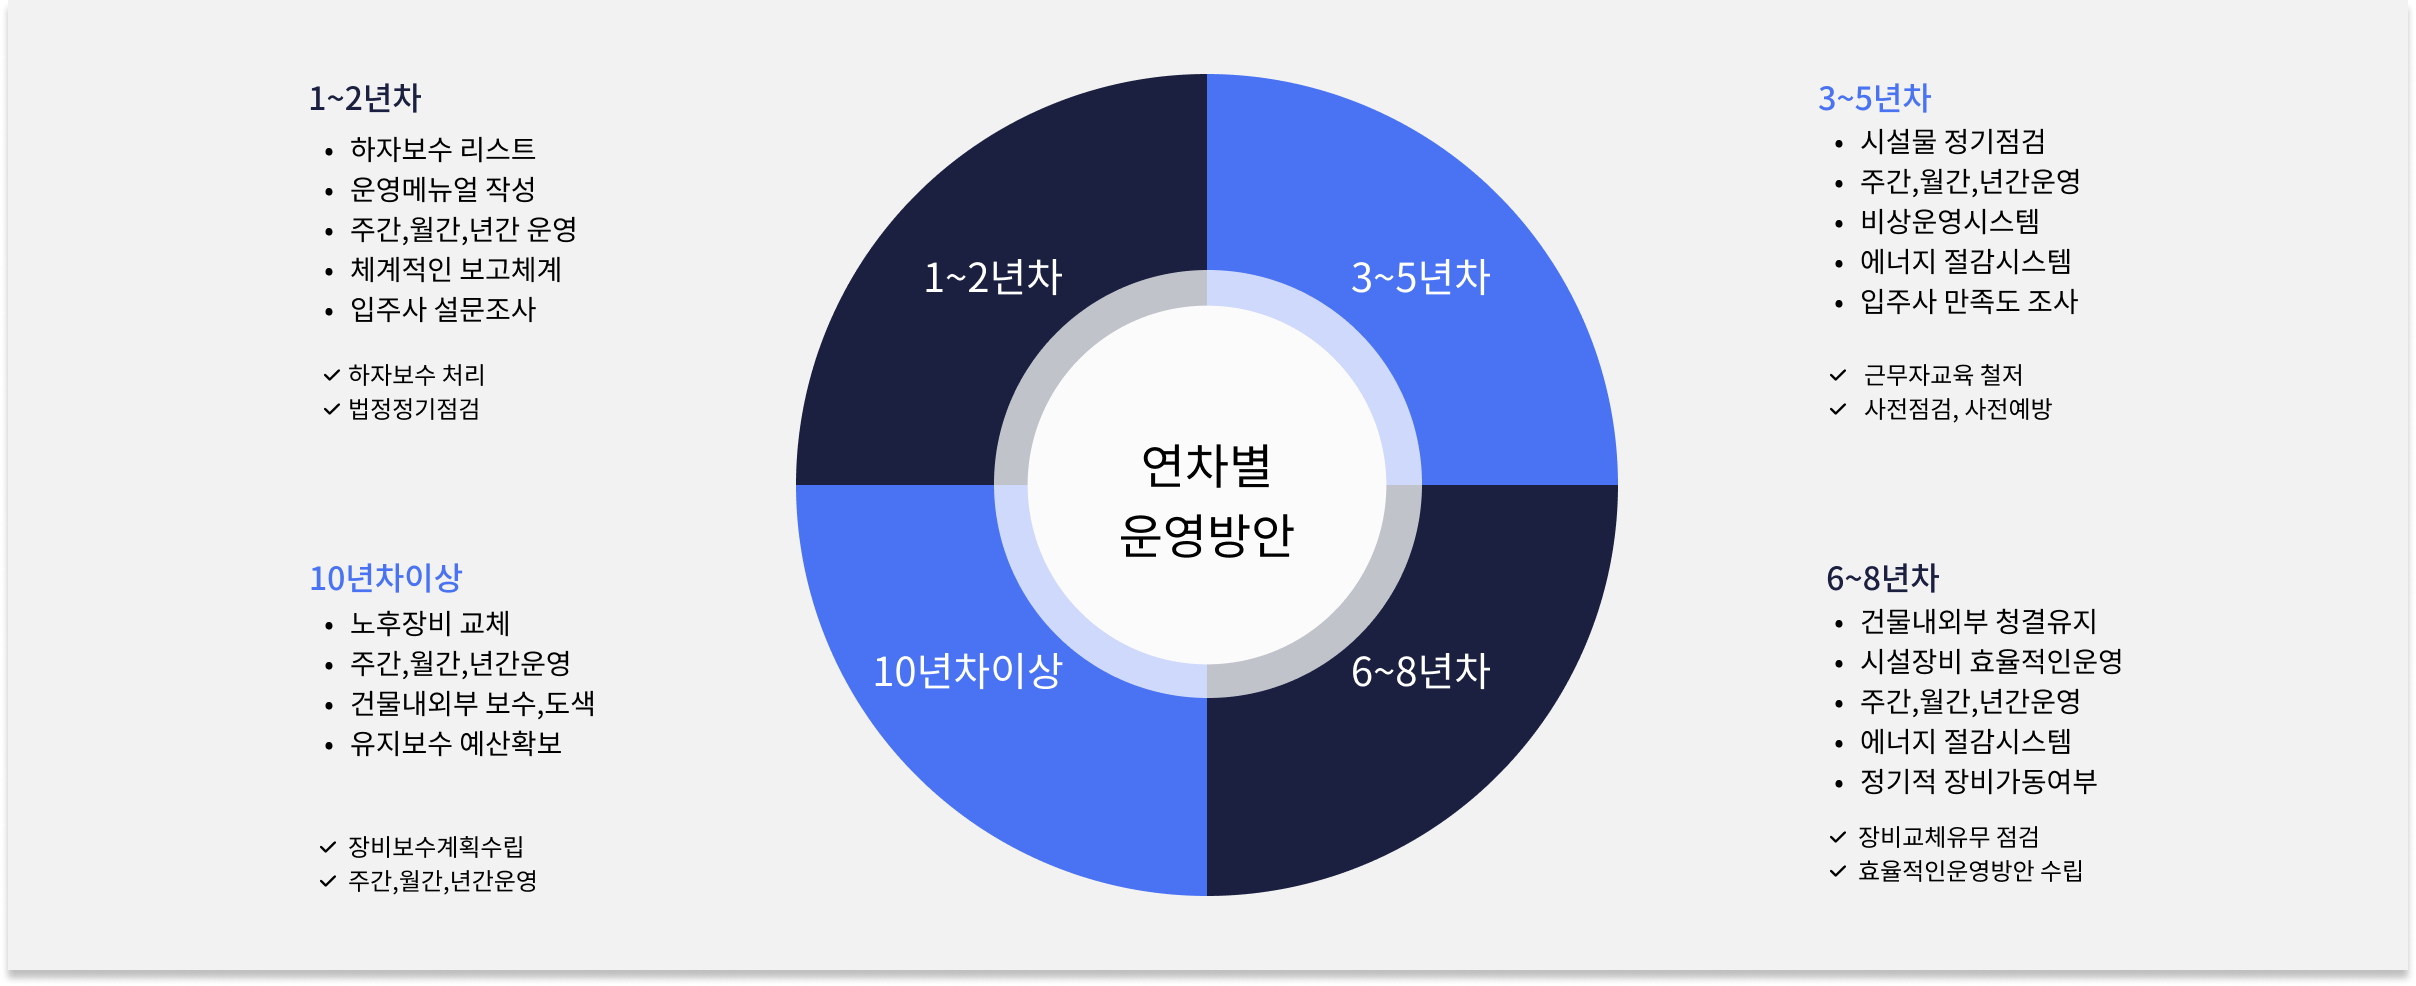 1~2년차
하자보수 리스트
운영메뉴얼 작성
주간,월간,년간 운영
체계적인 보고체계
입주사 설문조사
하자보수 처리
법정정기점검
3~5년차
시설물 정기점검
주간,월간,년간운영
비상운영시스템
에너지 절감시스템
입주사 만족도 조사
근무자교육 철저
사전점검, 사전예방
1~2년차
3~5년차
연차별
운영방안
10년차이상
6~8년차
10년차이상
노후장비 교체
주간,월간,년간운영
건물내외부 보수,도색
유지보수 예산확보
장비보수계획수립
주간,월간,년간운영
6~8년차
건물내외부 청결유지
시설장비 효율적인운영
주간,월간,년간운영
에너지 절감시스템
정기적 장비가동여부
장비교체유무 점검
효율적인운영방안 수립